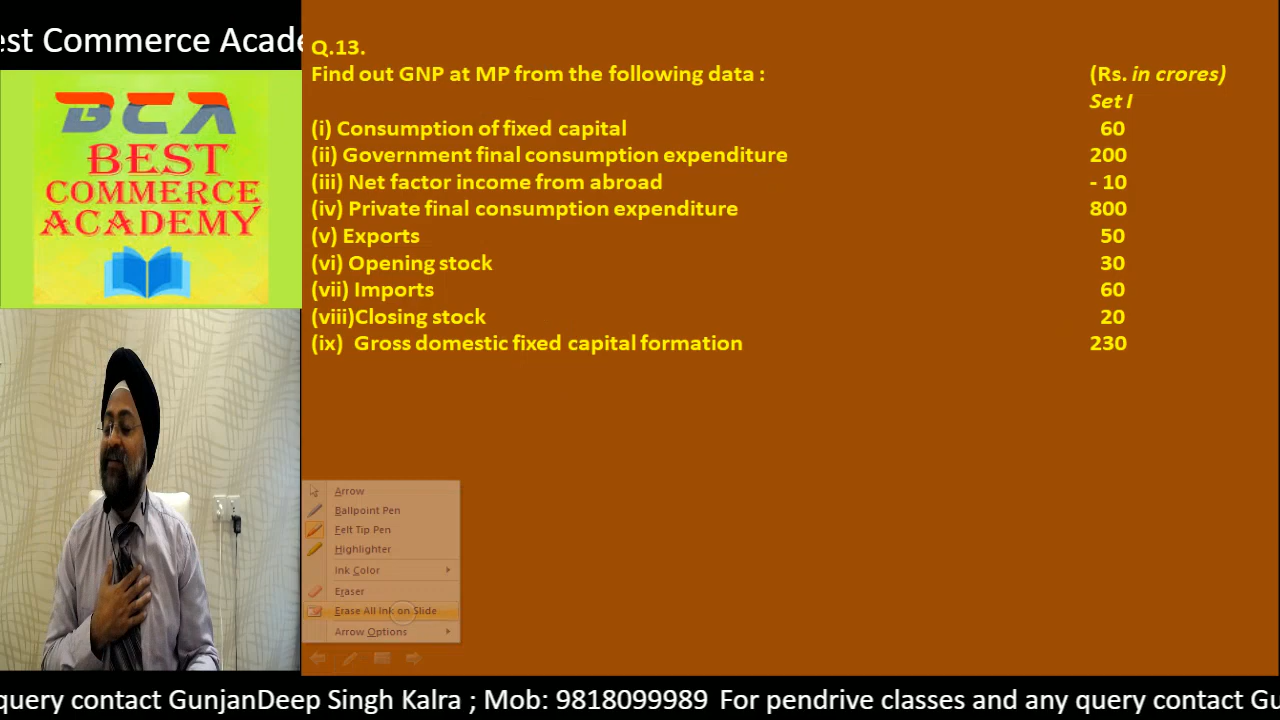 est Commerce Acade
BCA
BEST
COMMERCE
ACADEMY
Q.13.
Find out GNP at MP from the following data : (Rs. in crores)
Set I
(i) Consumption of fixed capital 60
(ii) Government final consumption expenditure 200
(iii) Net factor income from abroad - 10
(iv) Private final consumption expenditure 800
(v) Exports 50
(vi) Opening stock 30
(vii) Imports 60
(viii)Closing stock 20
(ix) Gross domestic fixed capital formation 230
Arrow
Ballpoint Pen
Felt Tip Pen
Highlighter
Ink Color
Eraser
Erase All Ink on Slide
Arrow Options
query contact GunjanDeep Singh Kalra ; Mob: 9818099989 For pendrive classes and any query contact Gu